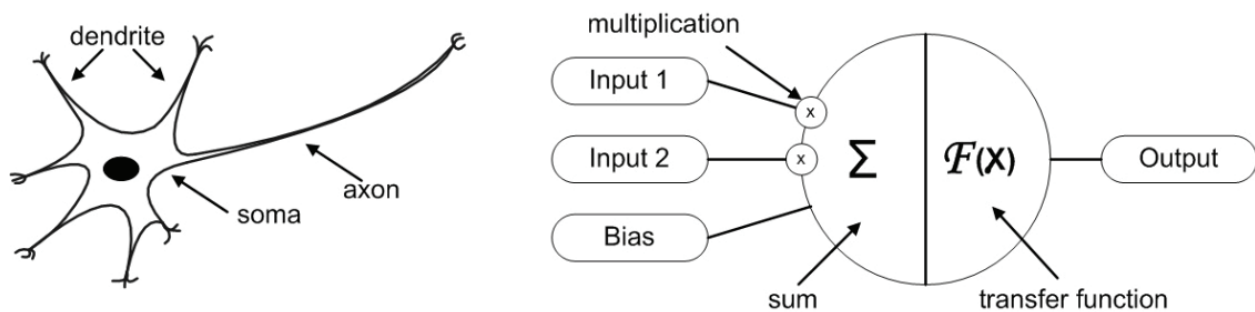 dendrite
axon
soma
multiplication
Input 1
x
Input 2
x
Σ
F(X)
Output
Bias
sum
transfer function